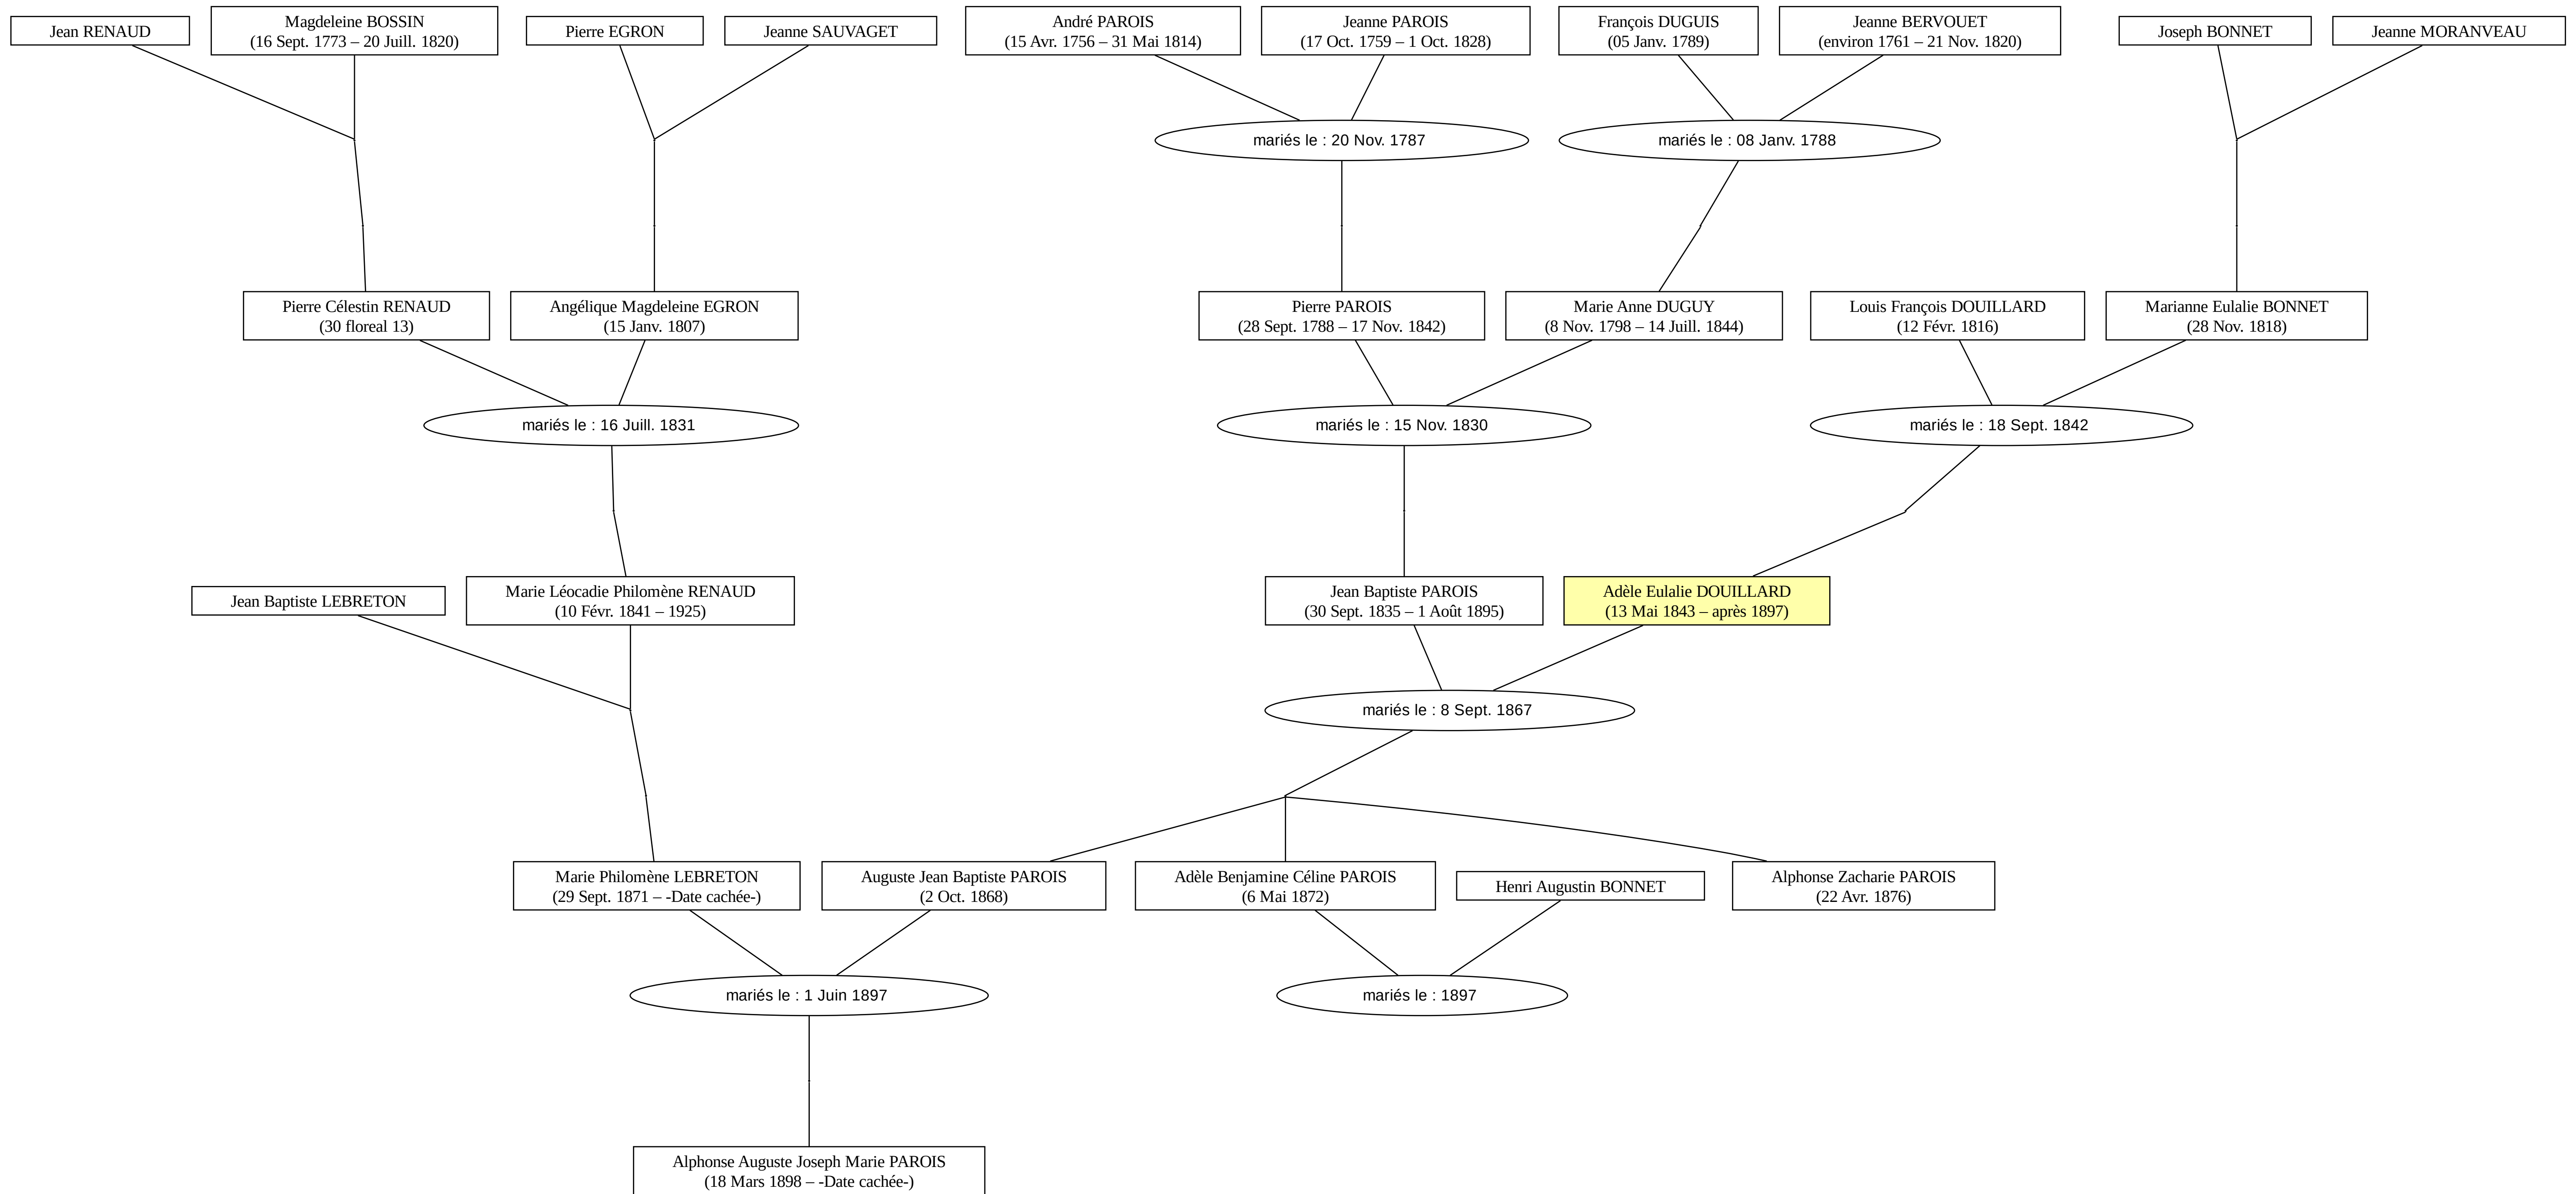 Jean RENAUD
Magdeleine BOSSIN
(16 Sept. 1773 – 20 Juill. 1820)
Pierre EGRON
Jeanne SAUVAGET
André PAROIS
(15 Avr. 1756 – 31 Mai 1814)
Jeanne PAROIS
(17 Oct. 1759 – 1 Oct. 1828)
François DUGUIS
(05 Janv. 1789)
Jeanne BERVOUET
(environ 1761 – 21 Nov. 1820)
Joseph BONNET
Jeanne MORANVEAU
mariés le : 20 Nov. 1787
mariés le : 08 Janv. 1788
Pierre Célestin RENAUD
(30 floreal 13)
Angélique Magdeleine EGRON
(15 Janv. 1807)
Pierre PAROIS
(28 Sept. 1788 – 17 Nov. 1842)
Marie Anne DUGUY
(8 Nov. 1798 – 14 Juill. 1844)
Louis François DOUILLARD
(12 Févr. 1816)
Marianne Eulalie BONNET
(28 Nov. 1818)
mariés le : 16 Juill. 1831
mariés le : 15 Nov. 1830
mariés le : 18 Sept. 1842
Jean Baptiste LEBRETON
Marie Léocadie Philomène RENAUD
(10 Févr. 1841 – 1925)
Jean Baptiste PAROIS
(30 Sept. 1835 – 1 Août 1895)
Adèle Eulalie DOUILLARD
(13 Mai 1843 – après 1897)
mariés le : 8 Sept. 1867
Marie Philomène LEBRETON
(29 Sept. 1871 – -Date cachée-)
Auguste Jean Baptiste PAROIS
(2 Oct. 1868)
Adèle Benjamine Céline PAROIS
(6 Mai 1872)
Henri Augustin BONNET
Alphonse Zacharie PAROIS
(22 Avr. 1876)
mariés le : 1 Juin 1897
mariés le : 1897
Alphonse Auguste Joseph Marie PAROIS
(18 Mars 1898 – -Date cachée-)